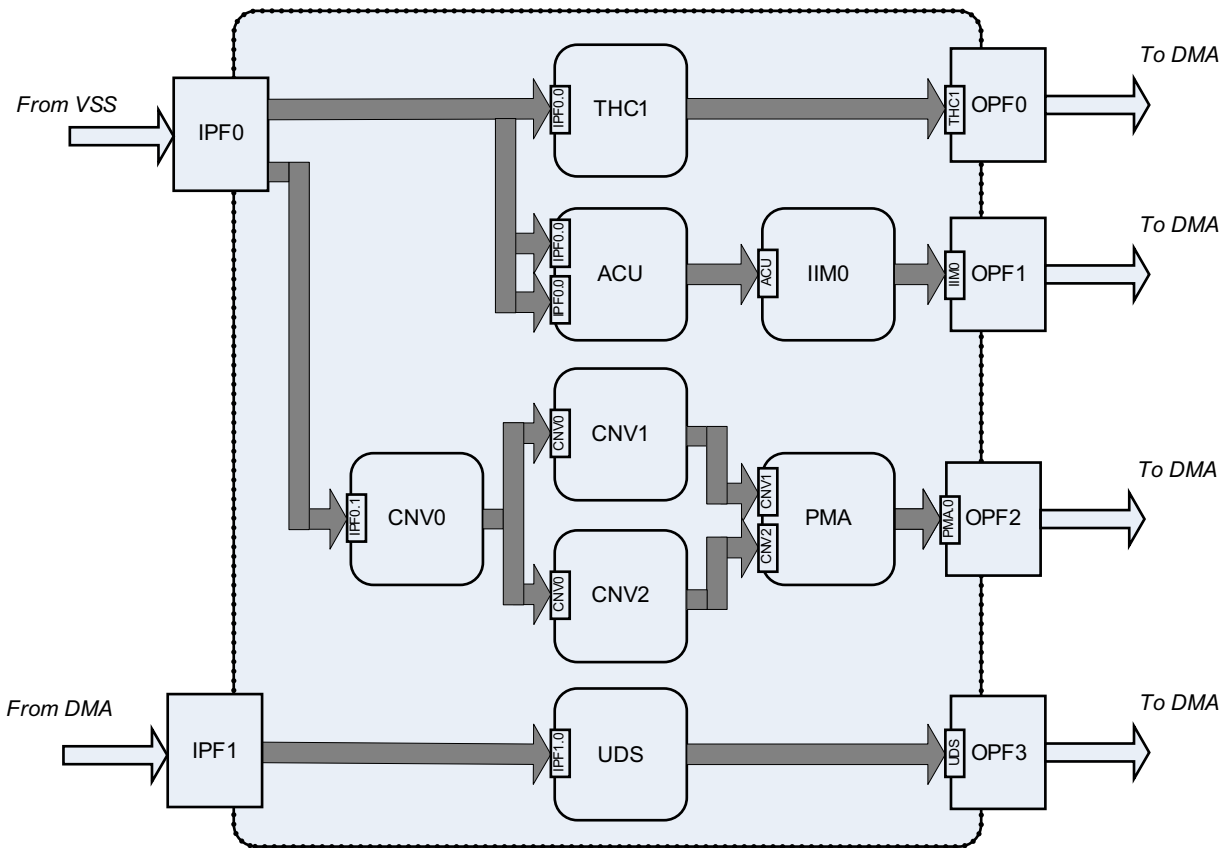 To DMA
From VSS
IPF0
IPF0.0
THC1
THC1
OPF0
To DMA
IPF0.0
IPF0.0
ACU
ACU
IIM0
IIM0
OPF1
CNV0
CNV1
CNV1
To DMA
IPF0.1
CNV0
CNV2
PMA
PMA.0
OPF2
CNV0
CNV2
From DMA
To DMA
IPF1
IPF1.0
UDS
UDS
OPF3